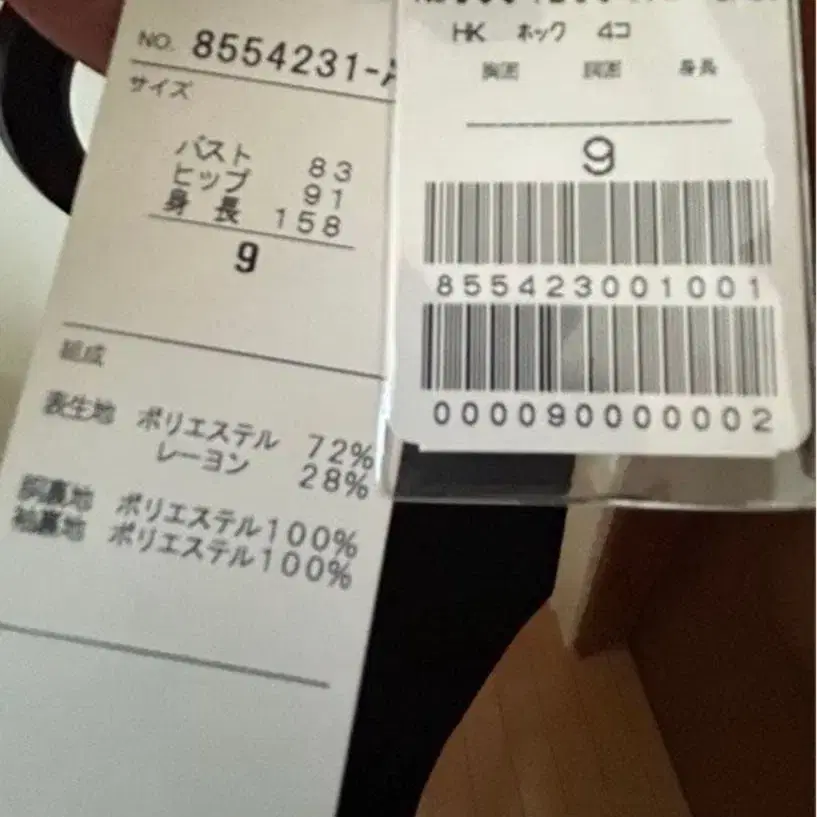 NO. 8554231-A
サイズ
バスト 83
ヒップ 91
身長 158
9
組成
表生地 ポリエステル 72%
レーヨン 28%
胴裏地 ポリエステル100%
袖裏地 ポリエステル100%
HK ホック 4コ
胸囲 胴囲 身長
9
855423001001
0000090000002